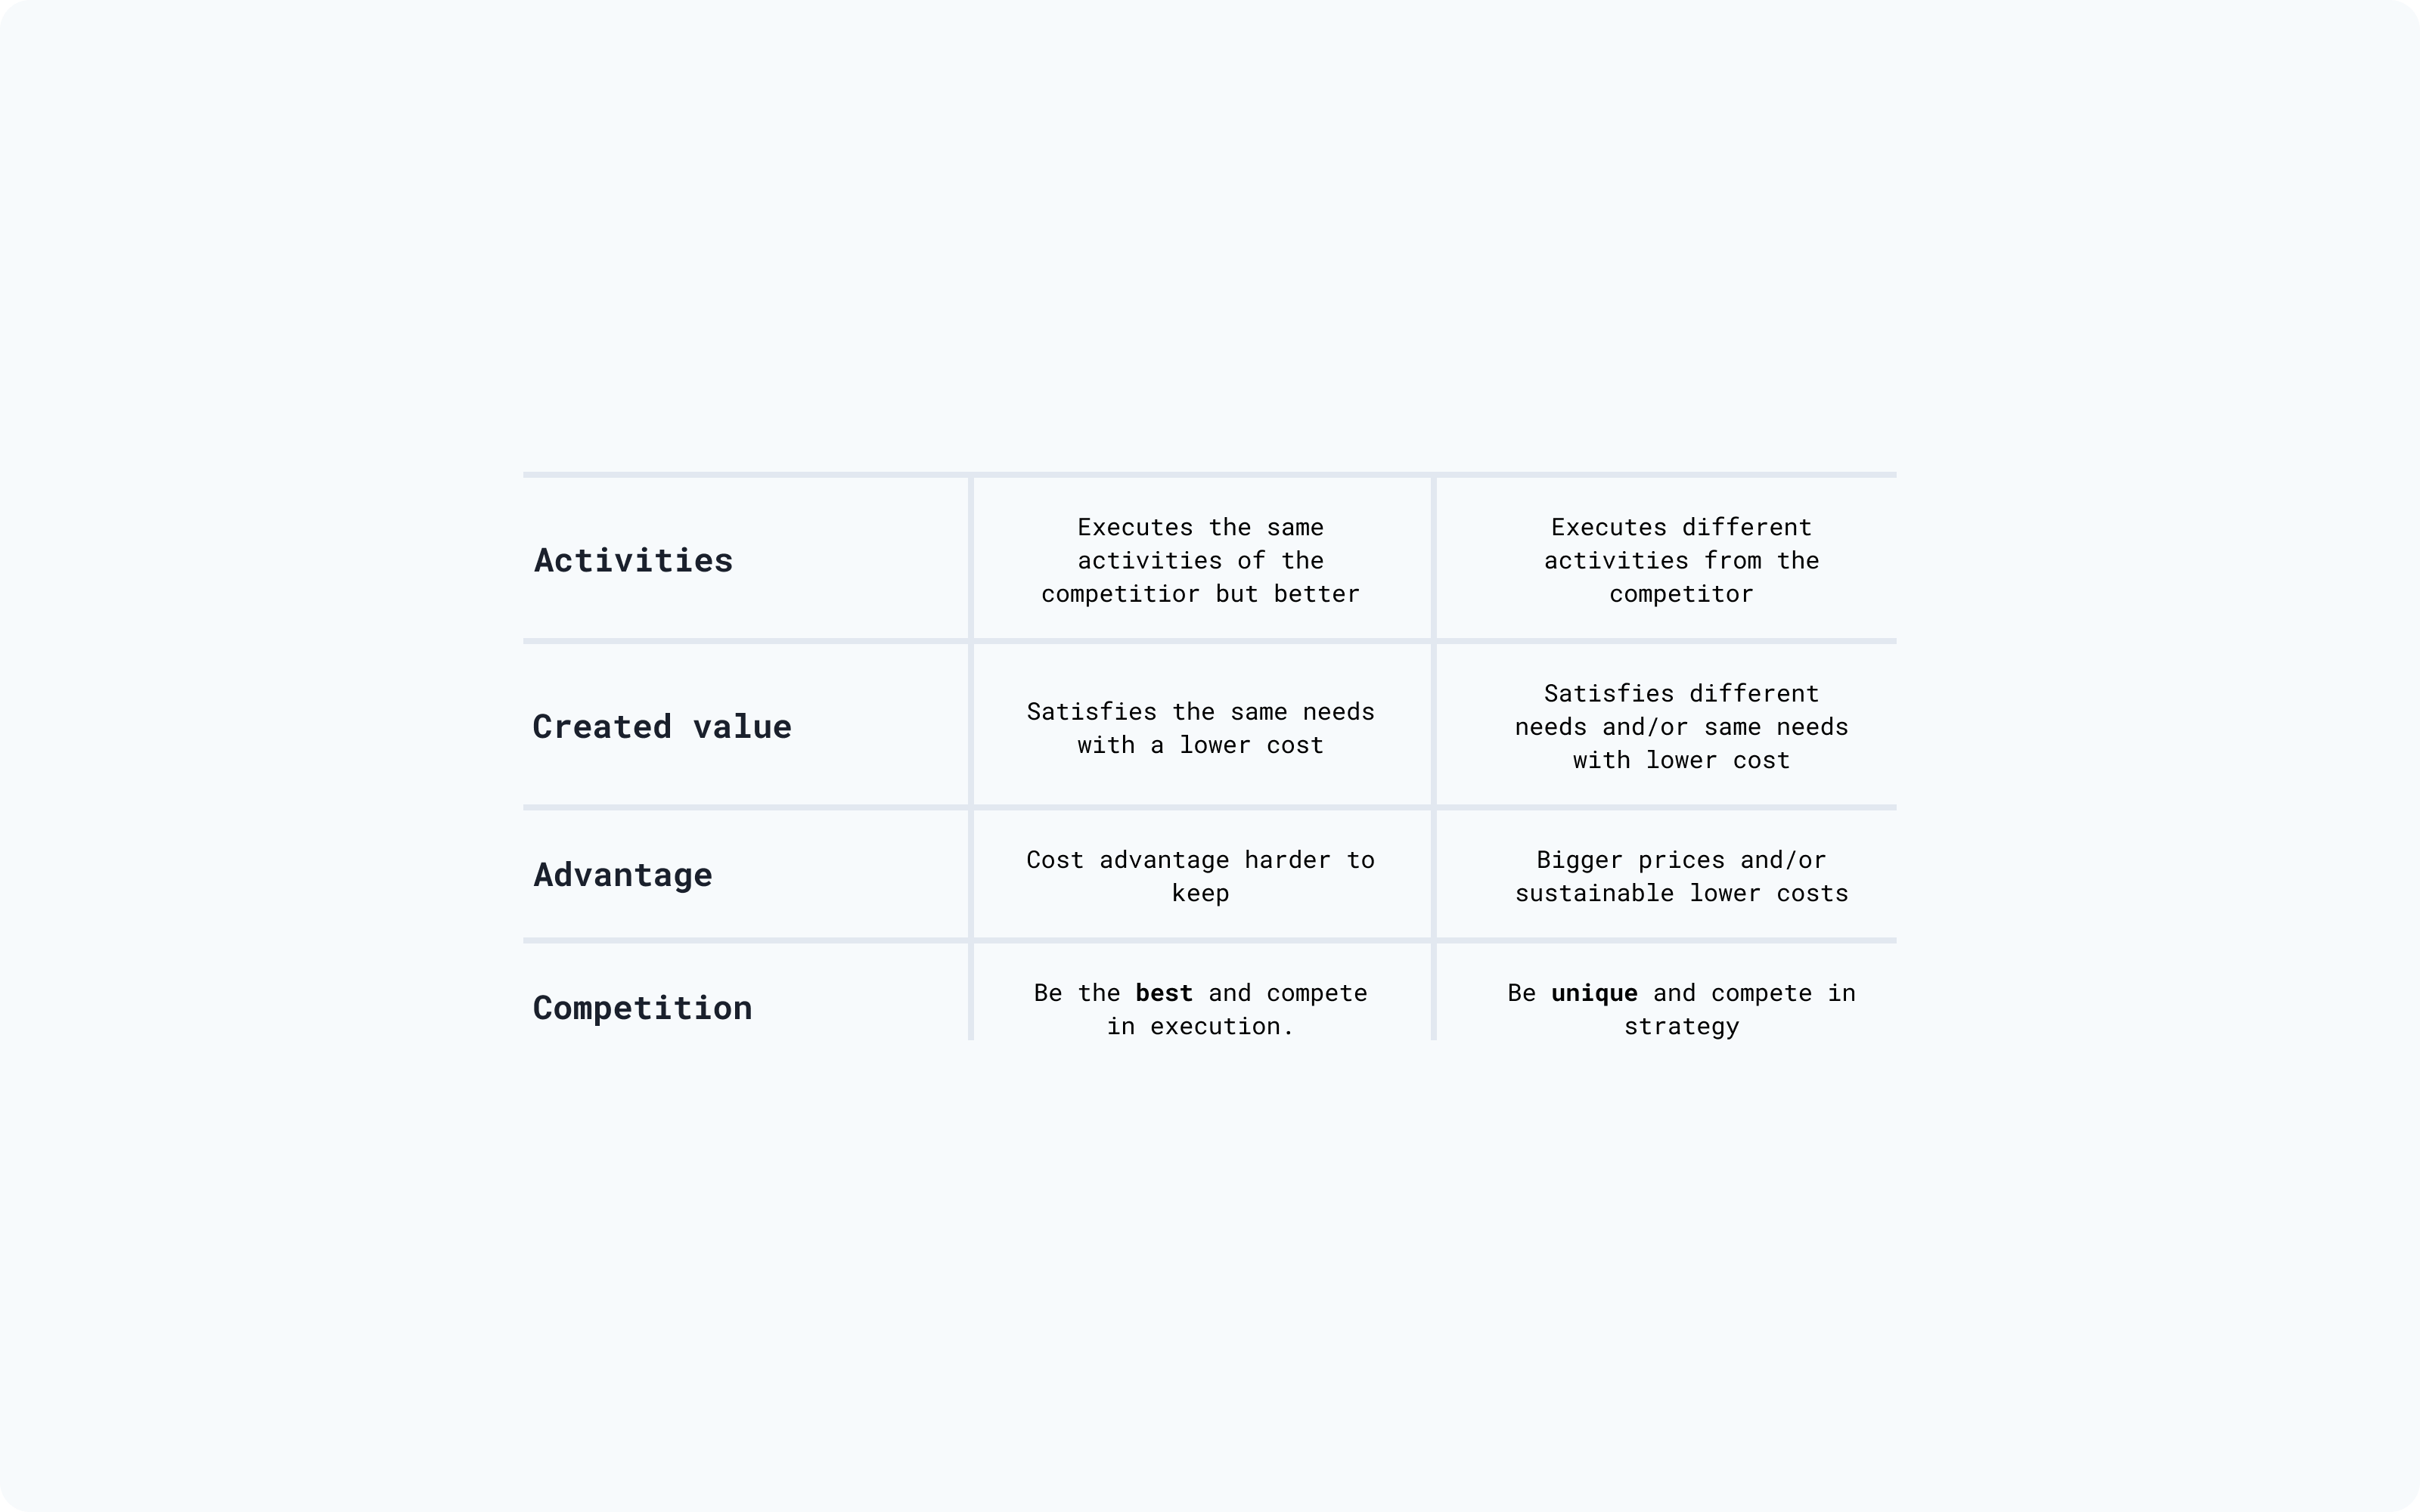 Activities
Executes the same
activities of the
competitior but better
Executes different
activities from the
competitor
Created value
Satisfies the same needs
with a lower cost
Satisfies different
needs and/or same needs
with lower cost
Advantage
Cost advantage harder to
keep
Bigger prices and/or
sustainable lower costs
Competition
Be the best and compete
in execution.
Be unique and compete in
strategy